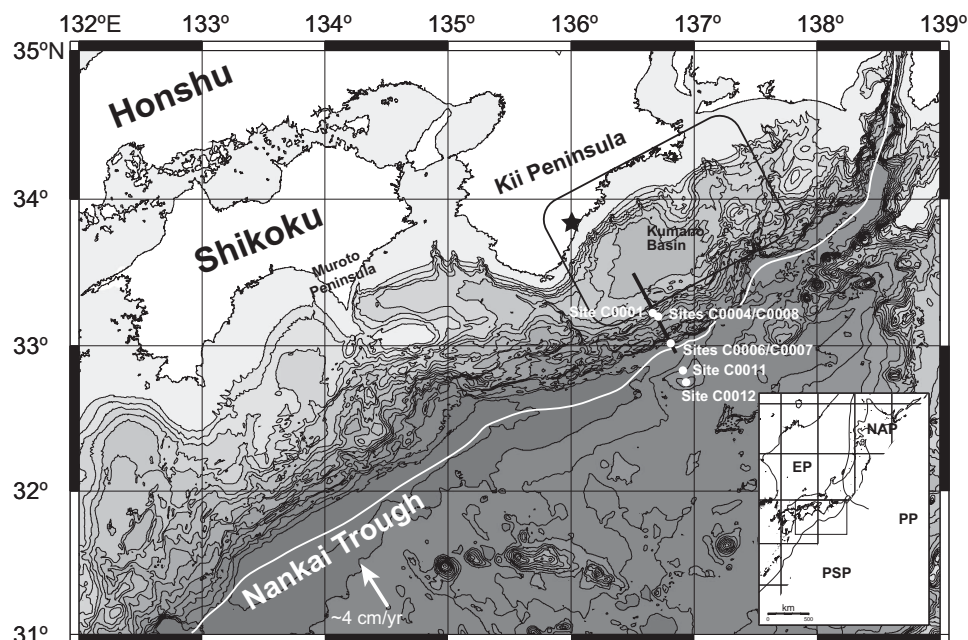 132ºE 133º 134º 135º 136º 137º 138º 139º
35ºN
Honshu
Kii Peninsula
34º
Shikoku
Kumano
Basin
Muroto
Peninsula
Site C0001
Sites C0004/C0008
33º
Sites C0006/C0007
Site C0011
Site C0012
NAP
EP
32º
PP
Nankai Trough
PSP
~4 cm/yr
km
0 500
31º